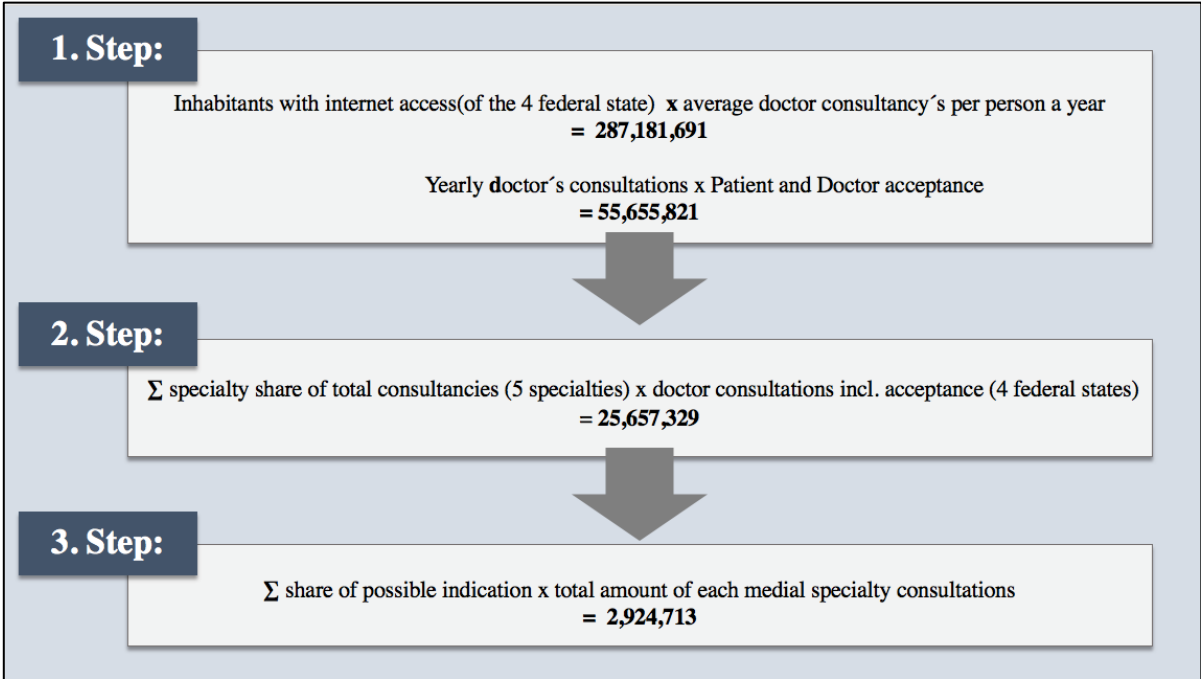 1. Step:
Inhabitants with internet access(of the 4 federal state) x average doctor consultancy´s per person a year
= 287,181,691
Yearly doctor´s consultations x Patient and Doctor acceptance
= 55,655,821
2. Step:
∑ specialty share of total consultancies (5 specialties) x doctor consultations incl. acceptance (4 federal states)
= 25,657,329
3. Step:
∑ share of possible indication x total amount of each medial specialty consultations
= 2,924,713